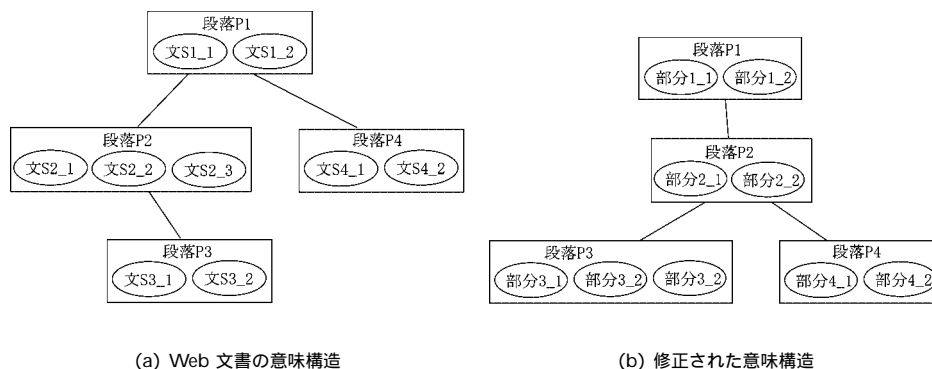 段落P1
文S1_1 文S1_2
段落P2
文S2_1 文S2_2 文S2_3
段落P4
文S4_1 文S4_2
段落P3
文S3_1 文S3_2
(a) Web 文書の意味構造
段落P1
部分1_1 部分1_2
段落P2
部分2_1 部分2_2
段落P3
部分3_1 部分3_2 部分3_2
段落P4
部分4_1 部分4_2
(b) 修正された意味構造